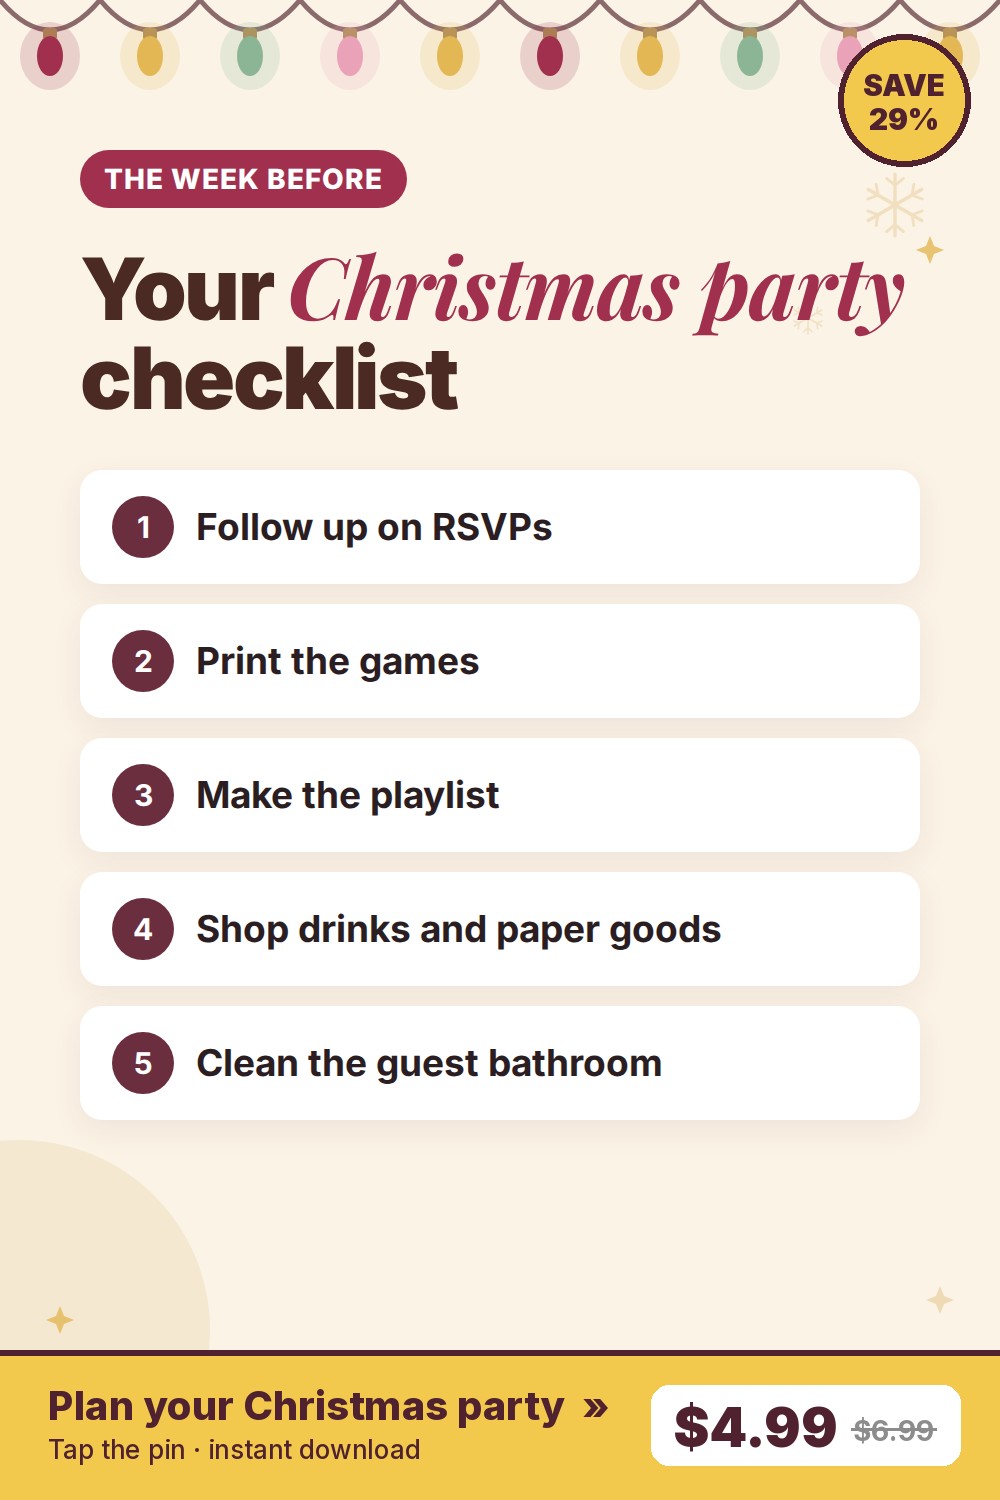 SAVE
29%
THE WEEK BEFORE
Your Christmas party
checklist
1 Follow up on RSVPs
2 Print the games
3 Make the playlist
4 Shop drinks and paper goods
5 Clean the guest bathroom
Plan your Christmas party »
Tap the pin · instant download
$4.99 $6.99